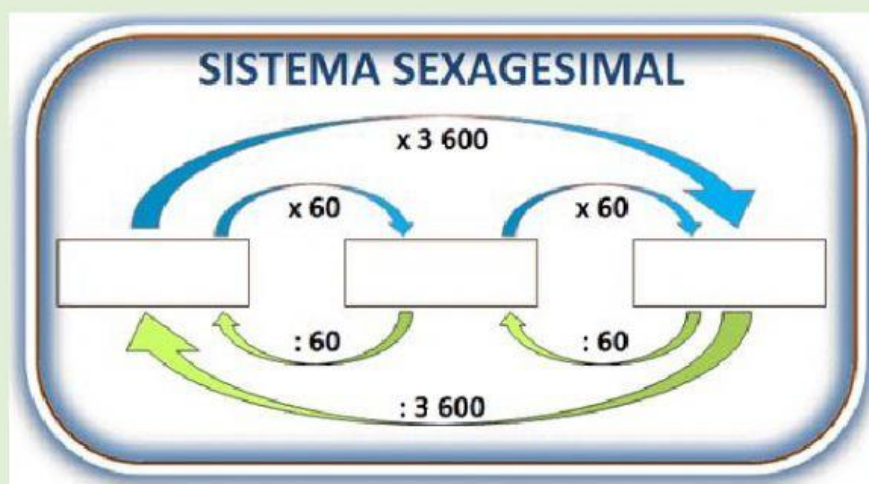 SISTEMA SEXAGESIMAL
x 3 600
x 60
x 60
: 60
: 60
: 3 600